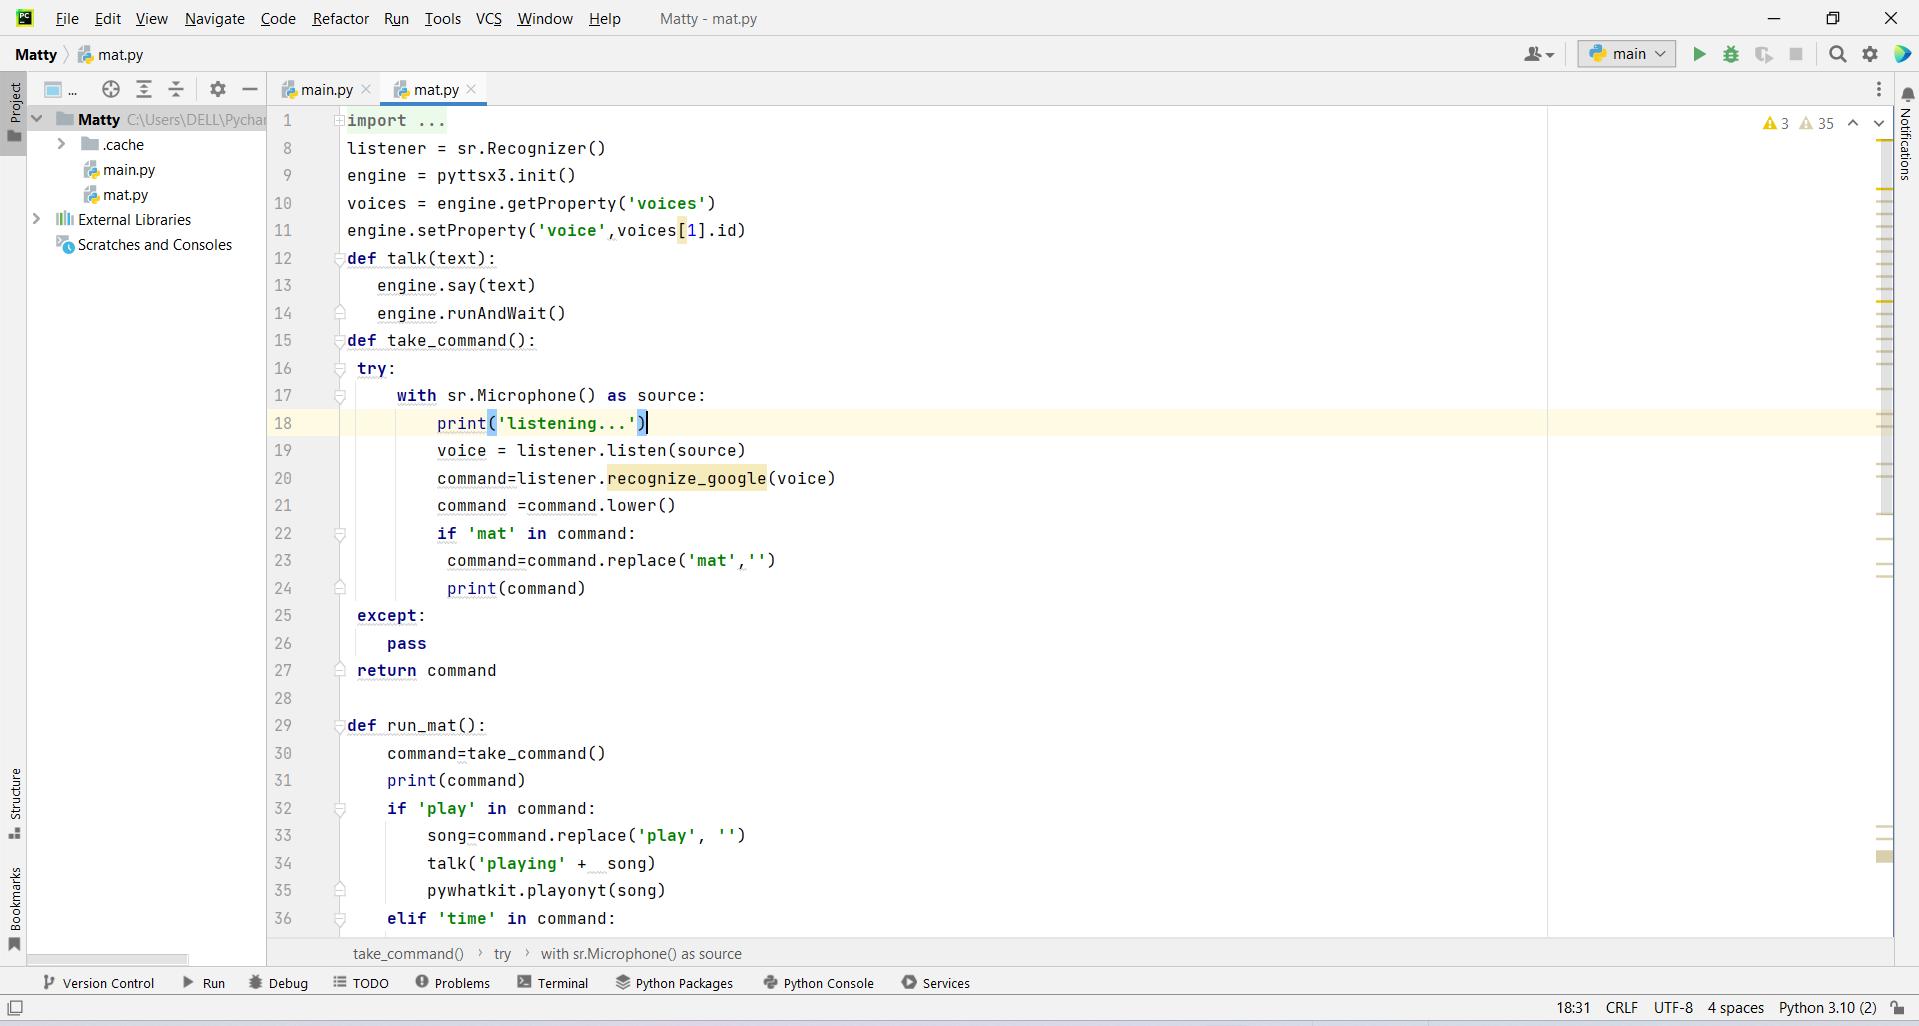 PC File Edit View Navigate Code Refactor Run Tools VCS Window Help Matty - mat.py
Matty mat.py main
... main.py mat.py
Project
Matty C:\Users\DELL\Pychar
.cache
main.py
mat.py
External Libraries
Scratches and Consoles
Structure
Bookmarks
3 35
1 import ...
8 listener = sr.Recognizer()
9 engine = pyttsx3.init()
10 voices = engine.getProperty('voices')
11 engine.setProperty('voice',voices[1].id)
12 def talk(text):
13 engine.say(text)
14 engine.runAndWait()
15 def take_command():
16 try:
17 with sr.Microphone() as source:
18 print('listening...')
19 voice = listener.listen(source)
20 command=listener.recognize_google(voice)
21 command =command.lower()
22 if 'mat' in command:
23 command=command.replace('mat','')
24 print(command)
25 except:
26 pass
27 return command
28
29 def run_mat():
30 command=take_command()
31 print(command)
32 if 'play' in command:
33 song=command.replace('play', '')
34 talk('playing' +  song)
35 pywhatkit.playonyt(song)
36 elif 'time' in command:
Notifications
take_command() › try › with sr.Microphone() as source
Version Control Run Debug TODO Problems Terminal Python Packages Python Console Services
18:31 CRLF UTF-8 4 spaces Python 3.10 (2)